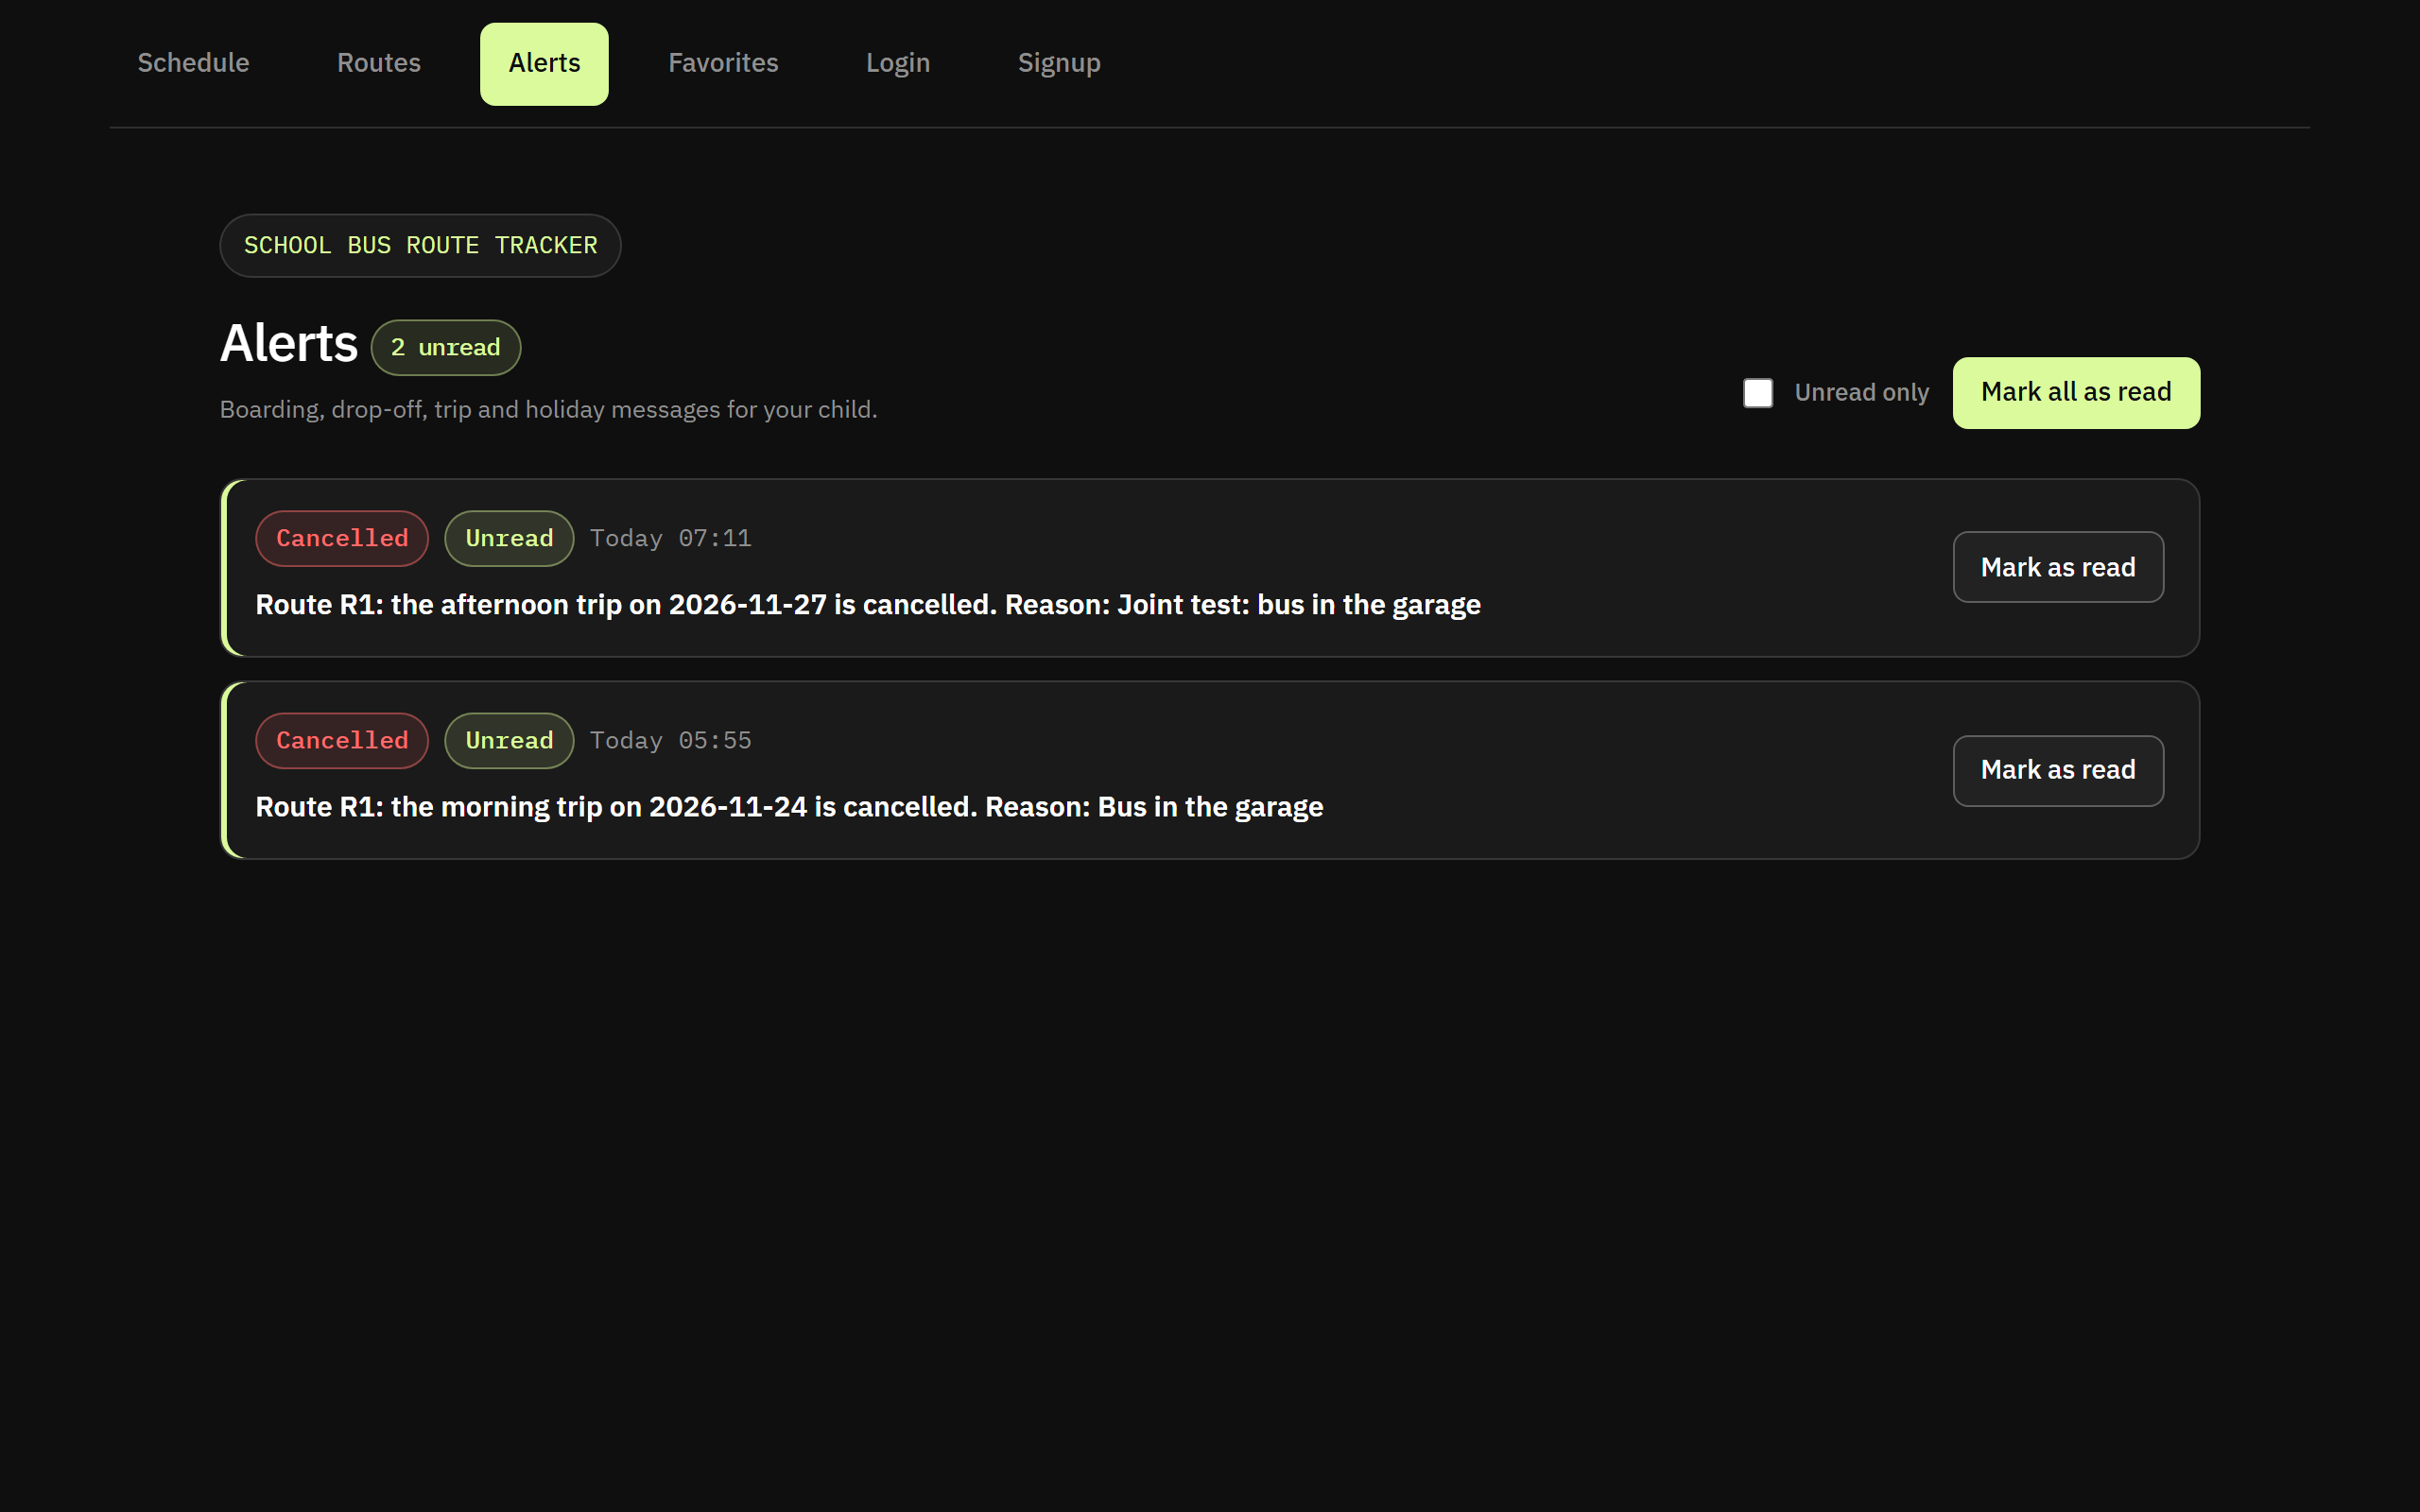 Schedule Routes Alerts Favorites Login Signup
SCHOOL BUS ROUTE TRACKER
Alerts 2 unread
Boarding, drop-off, trip and holiday messages for your child.
Unread only Mark all as read
Cancelled Unread Today 07:11
Route R1: the afternoon trip on 2026-11-27 is cancelled. Reason: Joint test: bus in the garage
Mark as read
Cancelled Unread Today 05:55
Route R1: the morning trip on 2026-11-24 is cancelled. Reason: Bus in the garage
Mark as read